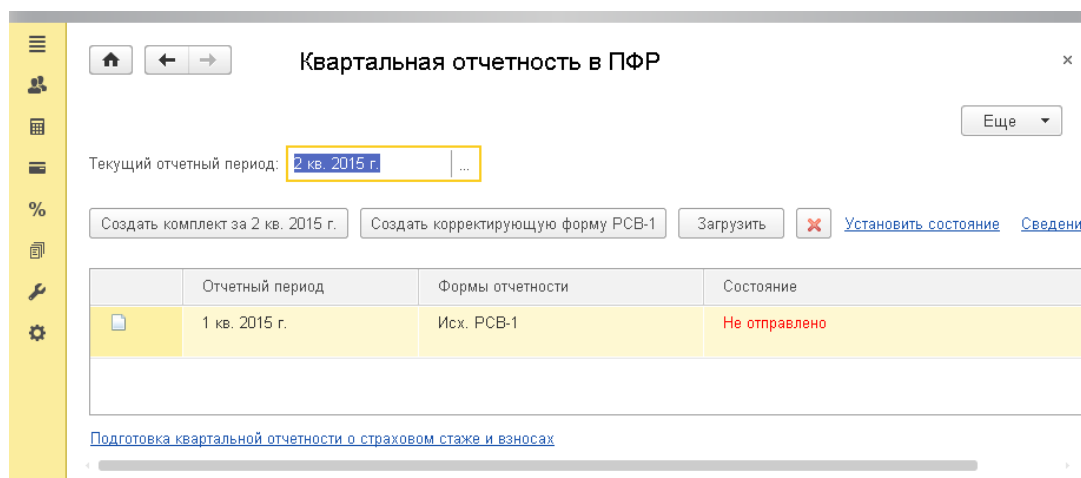 Квартальная отчетность в ПФР
Еще
Текущий отчетный период: 2 кв. 2015 г. ...
Создать комплект за 2 кв. 2015 г. Создать корректирующую форму РСВ-1 Загрузить Установить состояние Сведени
Отчетный период Формы отчетности Состояние
1 кв. 2015 г. Исх. РСВ-1 Не отправлено
Подготовка квартальной отчетности о страховом стаже и взносах